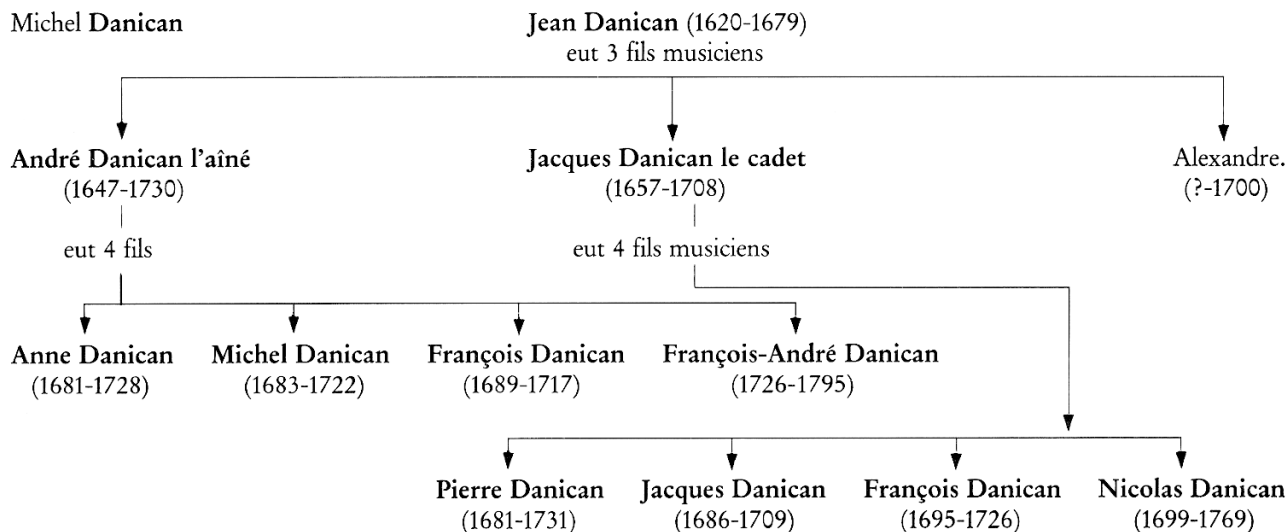 Michel Danican
Jean Danican (1620-1679)
eut 3 fils musiciens
André Danican l'aîné
(1647-1730)
Jacques Danican le cadet
(1657-1708)
Alexandre.
(?-1700)
eut 4 fils
eut 4 fils musiciens
Anne Danican
(1681-1728)
Michel Danican
(1683-1722)
François Danican
(1689-1717)
François-André Danican
(1726-1795)
Pierre Danican
(1681-1731)
Jacques Danican
(1686-1709)
François Danican
(1695-1726)
Nicolas Danican
(1699-1769)